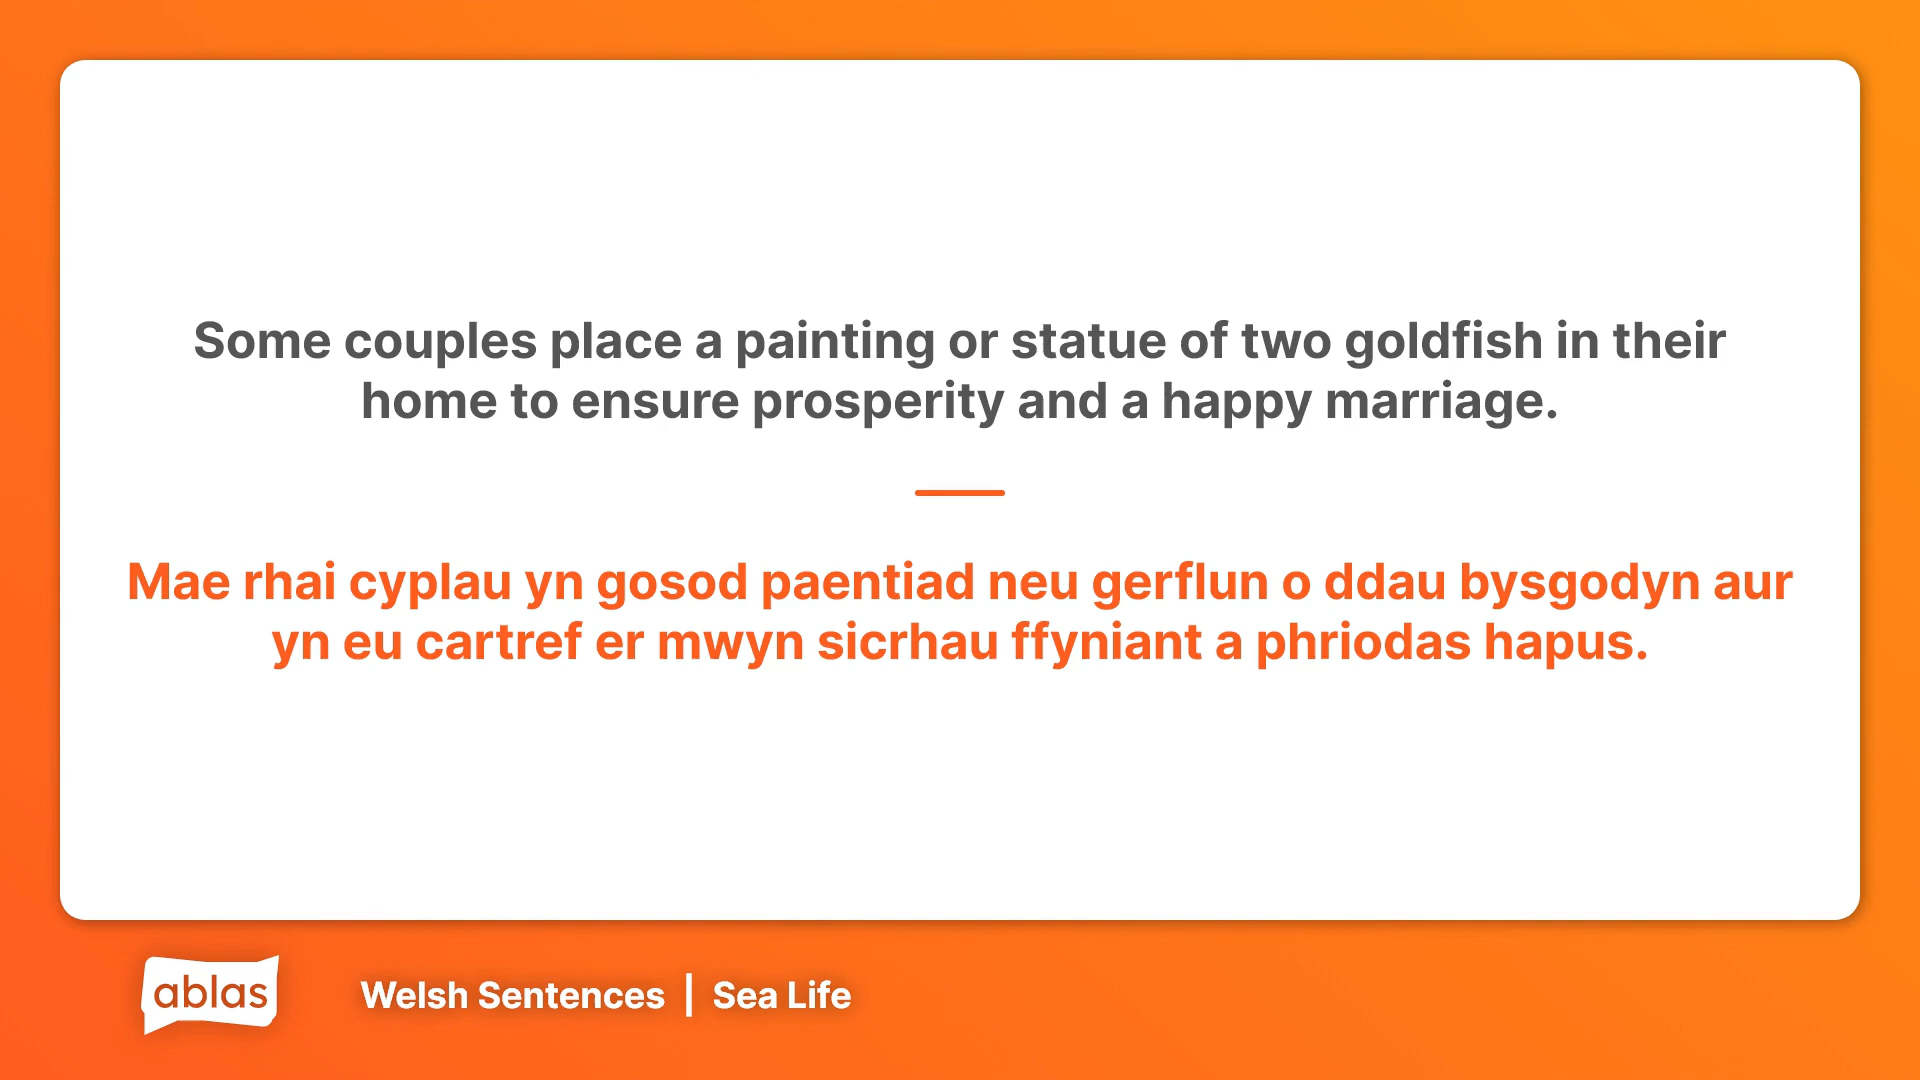 Some couples place a painting or statue of two goldfish in their
home to ensure prosperity and a happy marriage.
Mae rhai cyplau yn gosod paentiad neu gerflun o ddau bysgodyn aur
yn eu cartref er mwyn sicrhau ffyniant a phriodas hapus.
ablas
Welsh Sentences | Sea Life